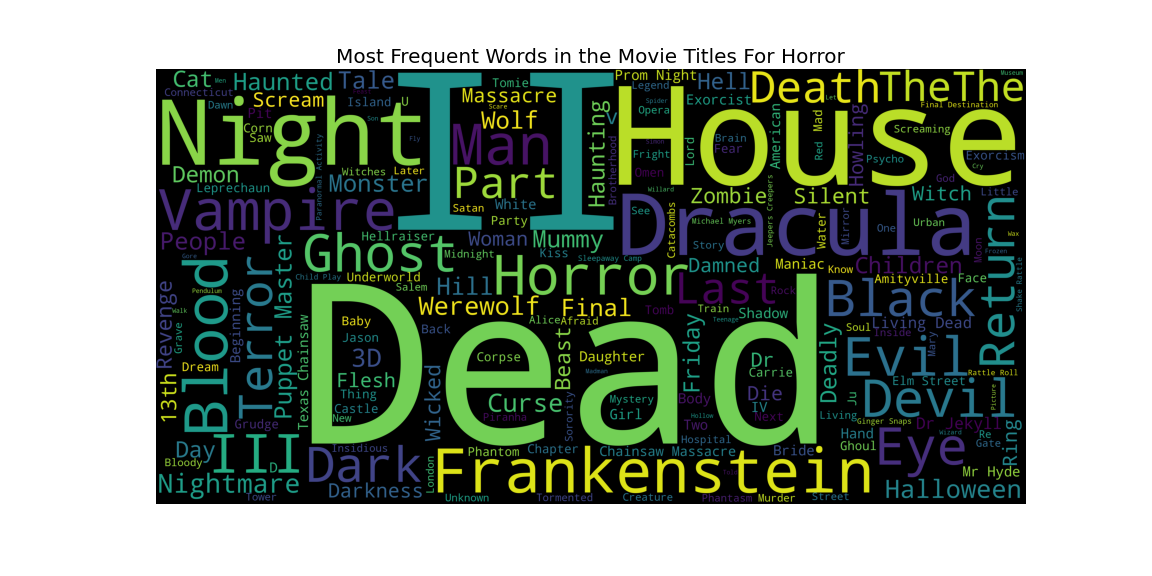 Most Frequent Words in the Movie Titles For Horror
Cat
Haunted
Tale
II
Tomie
Prom Night
Hell
Death
TheThe
Museum
Connecticut
Men
Dawn
Scream
Island
U
Massacre
Scare
Legend
Spider
Exorcist
Night
Pit
Corn
Saw
Son
Fly
Wolf
Man
Haunting
V
House
Opera
Brain
Fear
Lord
American
Red
Mad
Let
Howling
Final Destination
Screaming
Psycho
Exorcism
Cry
Demon
Leprechaun
Paranormal Activity
Witches
Later
Monster
Part
Satan
White
Party
Brotherhood
Fright
Omen
Willard
Zombie
Jeepers Creepers
Silent
God
Witch
Little
Vampire
People
Hellraiser
Ghost
Midnight
Woman
Mummy
Kiss
Sleepaway Camp
Dracula
See
Catacombs
Michael Myers
Story
Water
Mirror
One
Urban
Moon
Wax
Frozen
Return
Gore
Pendulum
Walk
Blood
Terror
Puppet Master
Child Play
Underworld
Salem
Hill
Horror
Damned
Last
Rock
Maniac
Know
Children
Amityville
Face
Shake Rattle
Revenge
Grave
Beginning
Texas Chainsaw
Werewolf
Final
Tomb
Train
Shadow
Black
Soul
Living Dead
Inside
Mary
13th
Dream
Grudge
Baby
Jason
3D
Flesh
Thing
Castle
New
Back
Wicked
Dead
Alice
Afraid
Corpse
Beast
Daughter
Madman
Teenage
Friday
Dr
Carrie
Deadly
Evil
Rattle Roll
Elm Street
Devil
Picture
Curse
Piranha
Sorority
Mystery
Girl
Body
Two
Hollow
Die
IV
Next
Living
Ju
Ginger Snaps
Dr Jekyll
Wizard
Re
Gate
Ring
Day
III
D
Insidious
Phantom
Chapter
Chainsaw Massacre
Hospital
Bride
Hand
Ghoul
Eye
Mr Hyde
Bloody
Nightmare
Tower
Dark
Darkness
London
Frankenstein
Unknown
Tormented
Creature
Phantasm
Murder
Street
Halloween